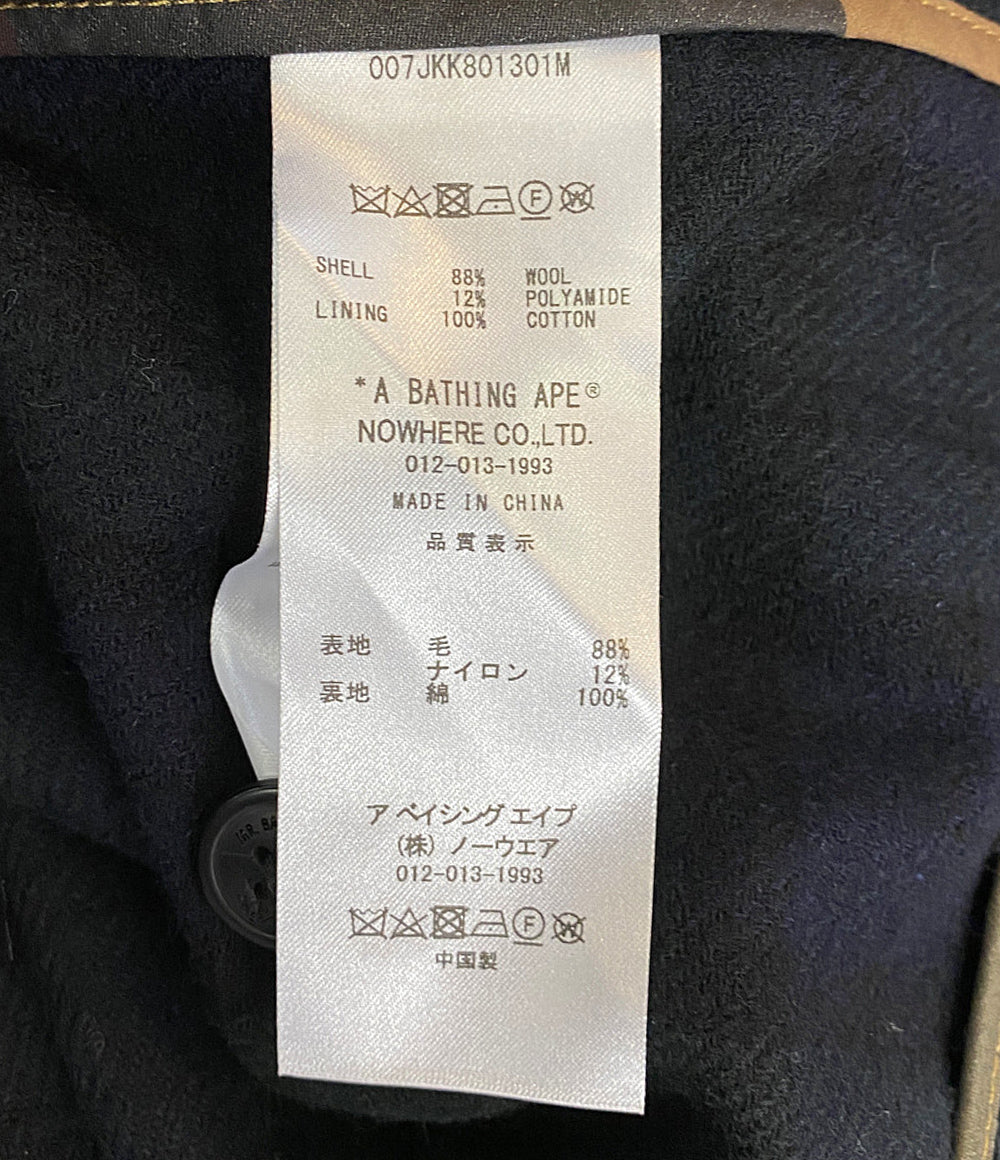 007JKK801301M
F W
SHELL 88% WOOL
12% POLYAMIDE
LINING 100% COTTON
*A BATHING APE®
NOWHERE CO.,LTD.
012-013-1993
MADE IN CHINA
品質表示
表地 毛 88%
ナイロン 12%
裏地 綿 100%
ア ベイシング エイプ
(株) ノーウエア
012-013-1993
F W
中国製